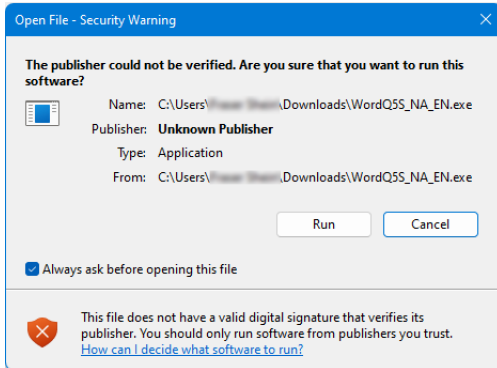 Open File - Security Warning
The publisher could not be verified. Are you sure that you want to run this
software?
Name: C:\Users\ \Downloads\WordQ5S_NA_EN.exe
Publisher: Unknown Publisher
Type: Application
From: C:\Users\ \Downloads\WordQ5S_NA_EN.exe
Run Cancel
Always ask before opening this file
This file does not have a valid digital signature that verifies its
publisher. You should only run software from publishers you trust.
How can I decide what software to run?